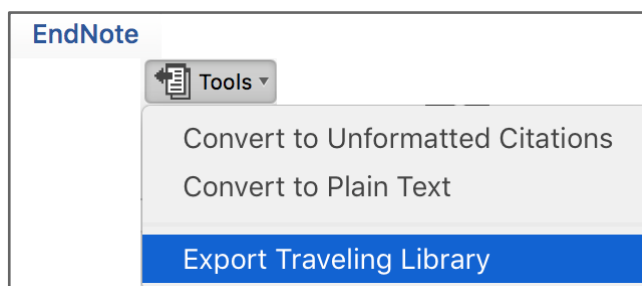 EndNote
Tools
Convert to Unformatted Citations
Convert to Plain Text
Export Traveling Library